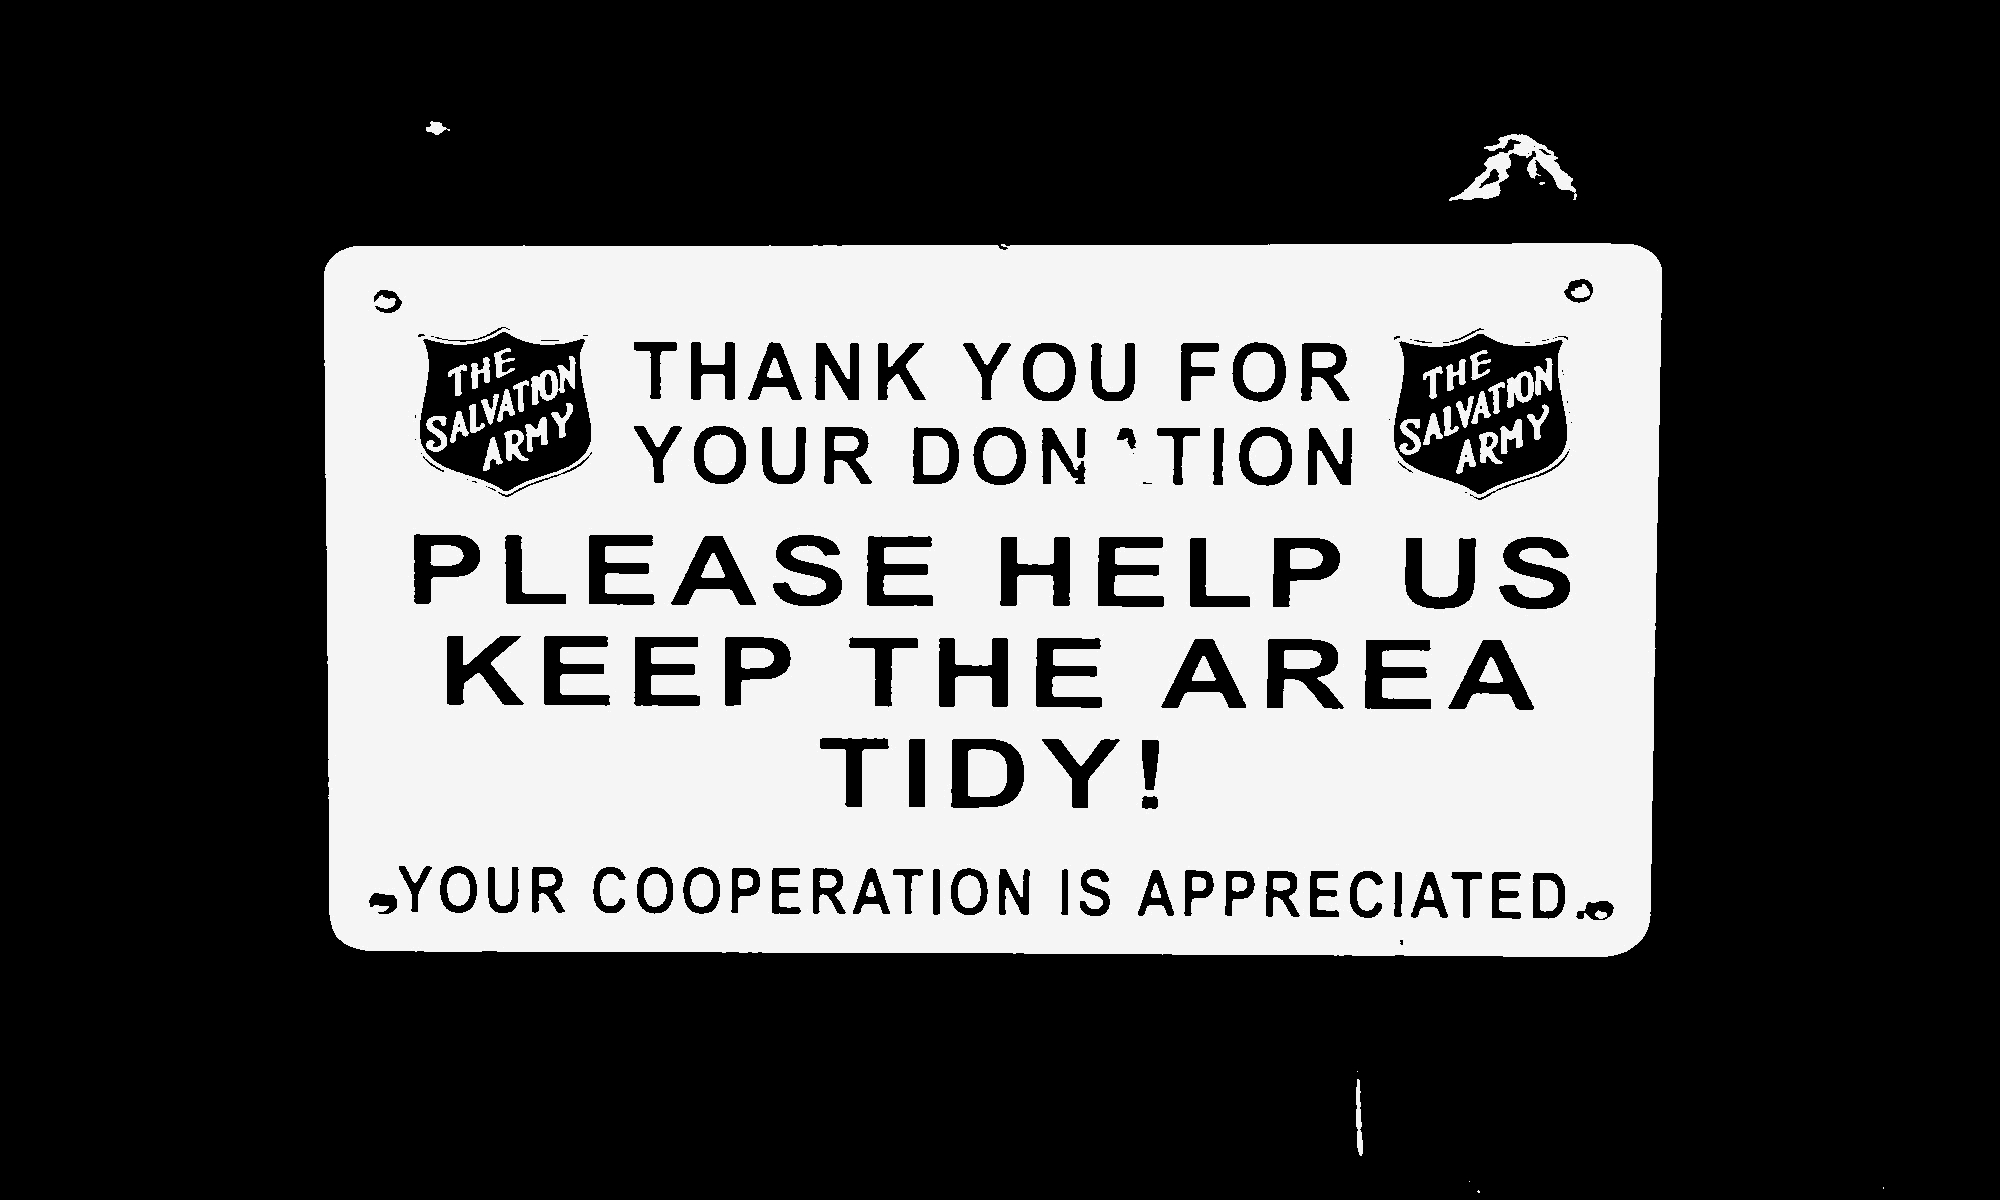 THE
SALVATION
ARMY
THANK YOU FOR
YOUR DONATION
THE
SALVATION
ARMY
PLEASE HELP US
KEEP THE AREA
TIDY!
YOUR COOPERATION IS APPRECIATED.